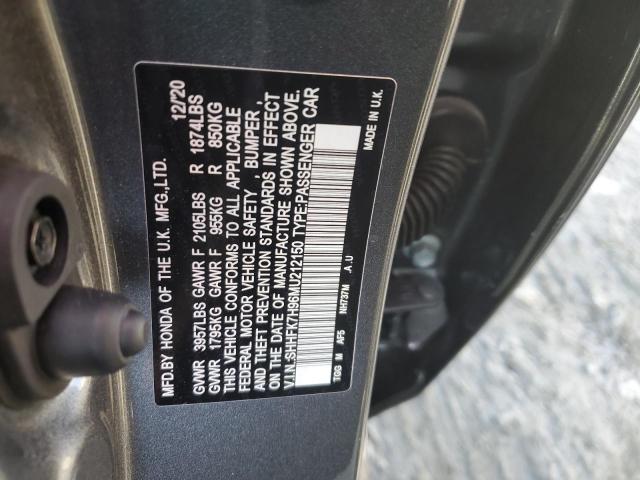 MFD.BY HONDA OF THE U.K. MFG.,LTD. 12/20
GVWR 3957LBS GAWR F 2105LBS R 1874LBS
GVWR 1795KG GAWR F 955KG R 850KG
THIS VEHICLE CONFORMS TO ALL APPLICABLE
FEDERAL MOTOR VEHICLE SAFETY , BUMPER ,
AND THEFT PREVENTION STANDARDS IN EFFECT
ON THE DATE OF MANUFACTURE SHOWN ABOVE.
V.I.N.:SHHFK7H96MU212150 TYPE:PASSENGER CAR
TGG M AF5 NH737M .A.U MADE IN U.K.